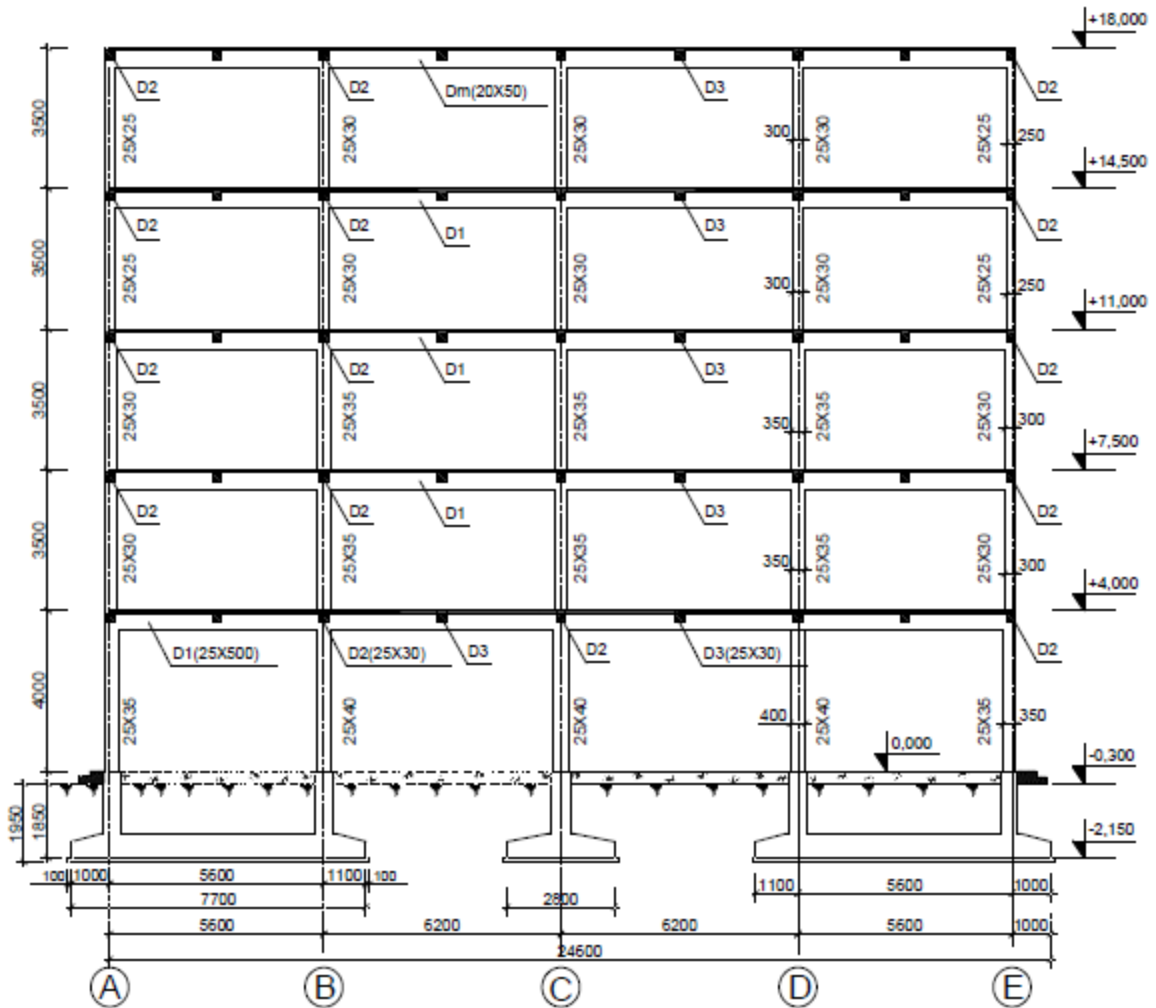 +18,000
D2 D2 Dm(20X50) D3 D2
3500 25X25 25X30 25X30 300 25X30 25X25 250
+14,500
D2 D2 D1 D3 D2
3500 25X25 25X30 25X30 300 25X30 25X25 250
+11,000
D2 D2 D1 D3 D2
3500 25X30 25X35 25X35 350 25X35 25X30 300
+7,500
D2 D2 D1 D3 D2
3500 25X30 25X35 25X35 350 25X35 25X30 300
+4,000
D1(25X500) D2(25X30) D3 D2 D3(25X30) D2
4000 25X35 25X40 25X40 400 25X40 25X35 350
0,000
-0,300
1950 1850
-2,150
100 1000 5600 1100 100 1100 5600 1000
7700 2800
5600 6200 6200 5600 1000
24600
A B C D E